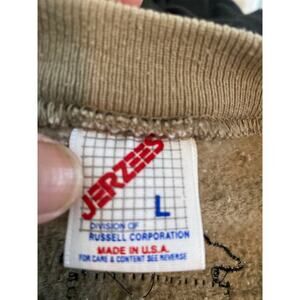 JERZEES
L
DIVISION OF
RUSSELL CORPORATION
MADE IN U.S.A.
FOR CARE & CONTENT SEE REVERSE